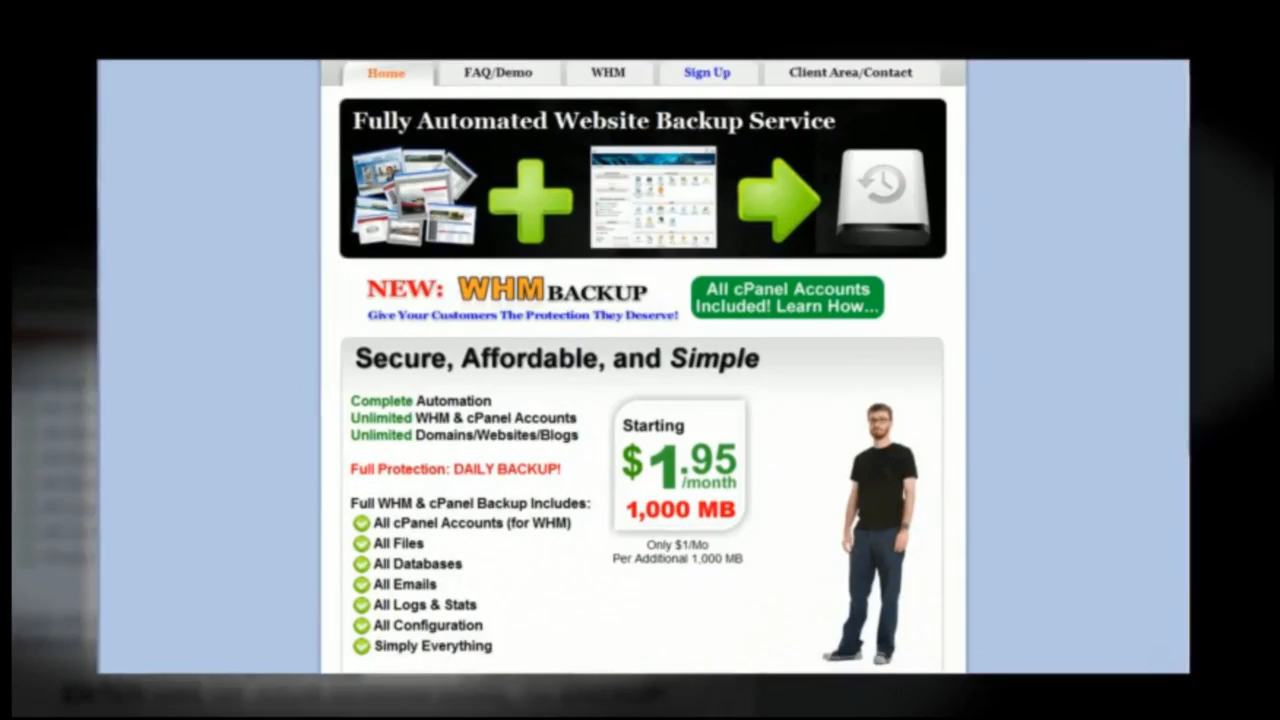 Home
FAQ/Demo
WHM
Sign Up
Client Area/Contact
Fully Automated Website Backup Service
NEW: WHM BACKUP
Give Your Customers The Protection They Deserve!
All cPanel Accounts
Included! Learn How...
Secure, Affordable, and Simple
Complete Automation
Unlimited WHM & cPanel Accounts
Unlimited Domains/Websites/Blogs
Full Protection: DAILY BACKUP!
Full WHM & cPanel Backup Includes:
All cPanel Accounts (for WHM)
All Files
All Databases
All Emails
All Logs & Stats
All Configuration
Simply Everything
Starting
$1.95
/month
1,000 MB
Only $1/Mo
Per Additional 1,000 MB